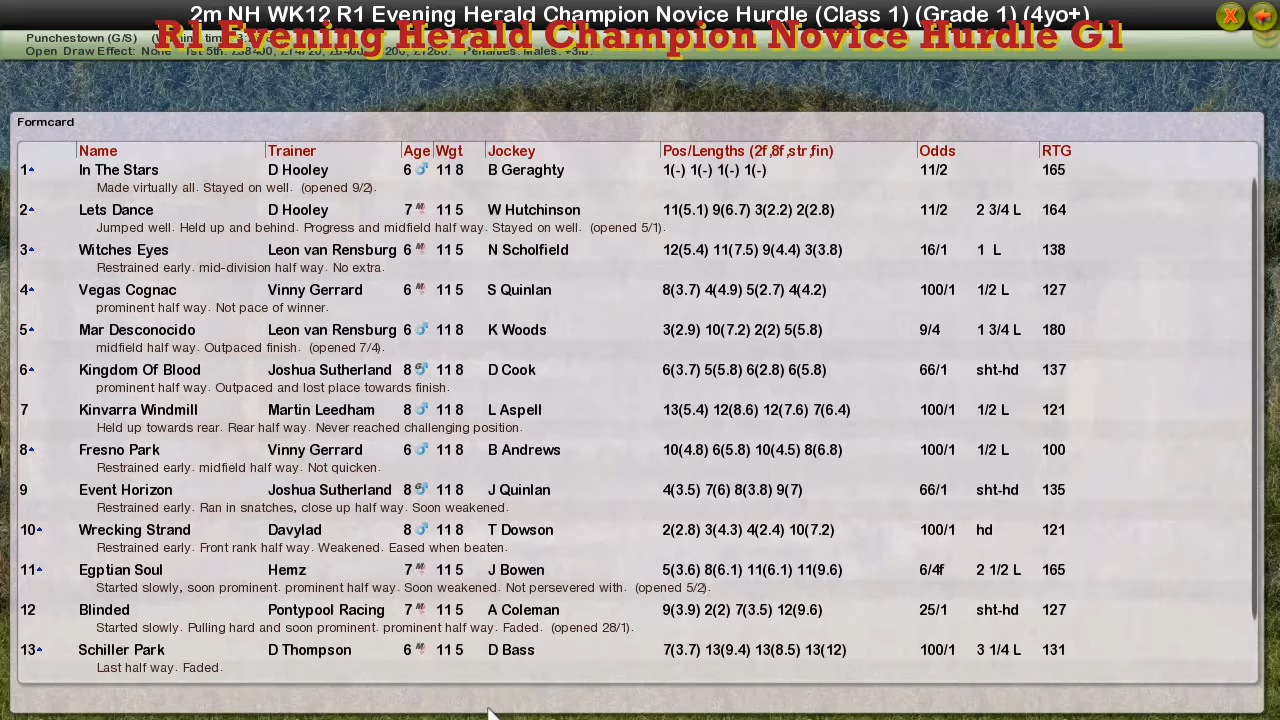 2m NH WK12 R1 Evening Herald Champion Novice Hurdle (Class 1) (Grade 1) (4yo+)
R1 Evening Herald Champion Novice Hurdle G1
Punchestown (G/S)
Open Draw Effect: None 1st 5th: Penalties: Males: +3lb.
Formcard
Name Trainer Age Wgt Jockey Pos/Lengths (2f,8f,str,fin) Odds RTG
1 In The Stars D Hooley 6 11 8 B Geraghty 1(-) 1(-) 1(-) 1(-) 11/2 165
Made virtually all. Stayed on well. (opened 9/2).
2 Lets Dance D Hooley 7 M 11 5 W Hutchinson 11(5.1) 9(6.7) 3(2.2) 2(2.8) 11/2 2 3/4 L 164
Jumped well. Held up and behind. Progress and midfield half way. Stayed on well. (opened 5/1).
3 Witches Eyes Leon van Rensburg 6 M 11 5 N Scholfield 12(5.4) 11(7.5) 9(4.4) 3(3.8) 16/1 1 L 138
Restrained early. mid-division half way. No extra.
4 Vegas Cognac Vinny Gerrard 6 M 11 5 S Quinlan 8(3.7) 4(4.9) 5(2.7) 4(4.2) 100/1 1/2 L 127
prominent half way. Not pace of winner.
5 Mar Desconocido Leon van Rensburg 6 11 8 K Woods 3(2.9) 10(7.2) 2(2) 5(5.8) 9/4 1 3/4 L 180
midfield half way. Outpaced finish. (opened 7/4).
6 Kingdom Of Blood Joshua Sutherland 8 G 11 8 D Cook 6(3.7) 5(5.8) 6(2.8) 6(5.8) 66/1 sht-hd 137
prominent half way. Outpaced and lost place towards finish.
7 Kinvarra Windmill Martin Leedham 8 11 8 L Aspell 13(5.4) 12(8.6) 12(7.6) 7(6.4) 100/1 1/2 L 121
Held up towards rear. Rear half way. Never reached challenging position.
8 Fresno Park Vinny Gerrard 6 11 8 B Andrews 10(4.8) 6(5.8) 10(4.5) 8(6.8) 100/1 1/2 L 100
Restrained early. midfield half way. Not quicken.
9 Event Horizon Joshua Sutherland 8 G 11 8 J Quinlan 4(3.5) 7(6) 8(3.8) 9(7) 66/1 sht-hd 135
Restrained early. Ran in snatches, close up half way. Soon weakened.
10 Wrecking Strand Davylad 8 11 8 T Dowson 2(2.8) 3(4.3) 4(2.4) 10(7.2) 100/1 hd 121
Restrained early. Front rank half way. Weakened. Eased when beaten.
11 Egptian Soul Hemz 7 M 11 5 J Bowen 5(3.6) 8(6.1) 11(6.1) 11(9.6) 6/4f 2 1/2 L 165
Started slowly, soon prominent. prominent half way. Soon weakened. Not persevered with. (opened 5/2).
12 Blinded Pontypool Racing 7 M 11 5 A Coleman 9(3.9) 2(2) 7(3.5) 12(9.6) 25/1 sht-hd 127
Started slowly. Pulling hard and soon prominent. prominent half way. Faded. (opened 28/1).
13 Schiller Park D Thompson 6 M 11 5 D Bass 7(3.7) 13(9.4) 13(8.5) 13(12) 100/1 3 1/4 L 131
Last half way. Faded.